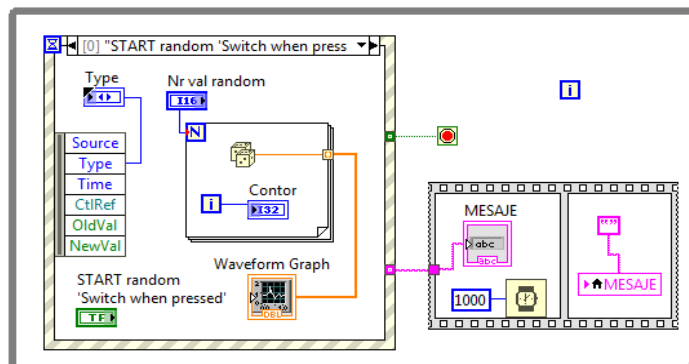 [0] "START random 'Switch when press
Type
Nr val random
I16
N
Source
Type
Time
CtlRef
OldVal
NewVal
i
Contor
I32
Waveform Graph
DBL
START random
'Switch when pressed'
TF
i
MESAJE
abc
abc
1000
""
MESAJE